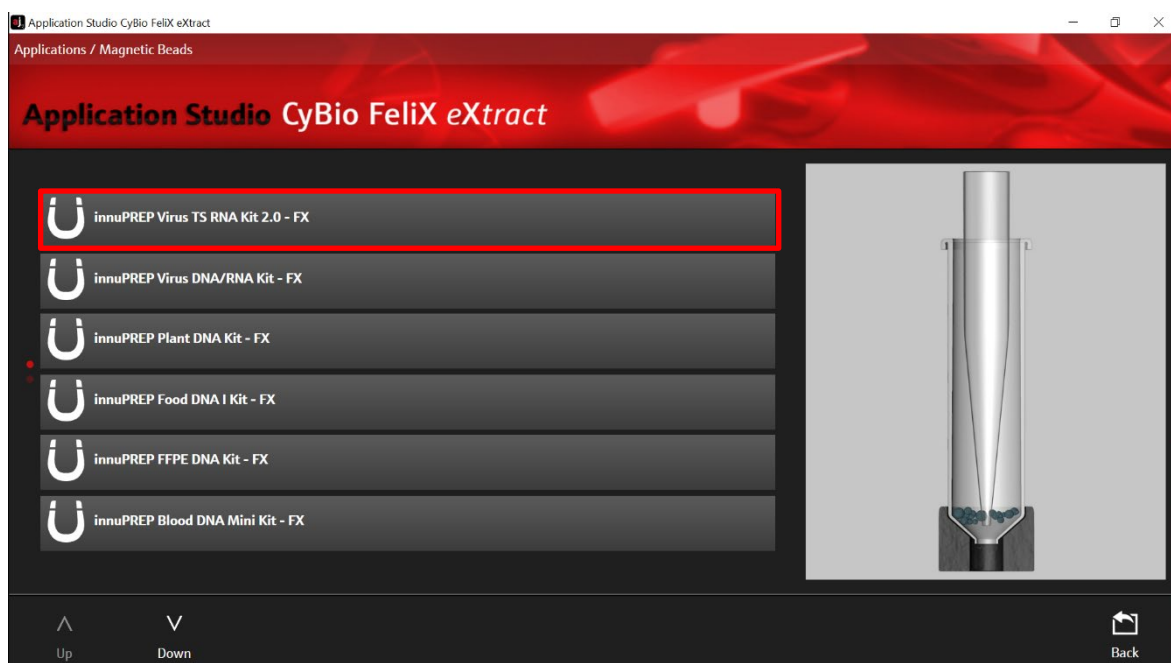 Application Studio CyBio FeliX eXtract
Applications / Magnetic Beads
Application Studio CyBio FeliX eXtract
innuPREP Virus TS RNA Kit 2.0 - FX
innuPREP Virus DNA/RNA Kit - FX
innuPREP Plant DNA Kit - FX
innuPREP Food DNA I Kit - FX
innuPREP FFPE DNA Kit - FX
innuPREP Blood DNA Mini Kit - FX
Up Down Back